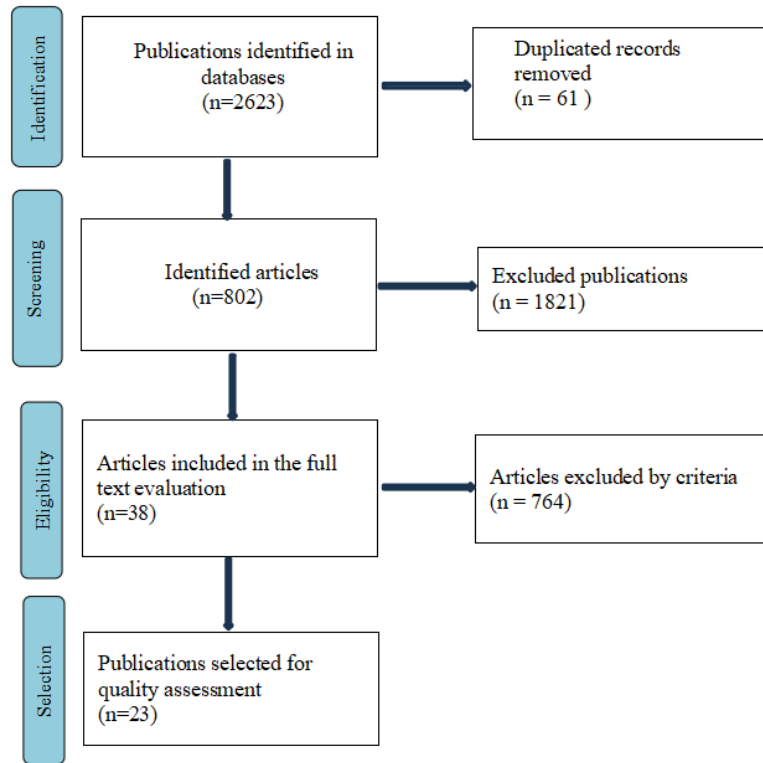 Identification
Publications identified in
databases
(n=2623)
Duplicated records
removed
(n = 61 )
Screening
Identified articles
(n=802)
Excluded publications
(n = 1821)
Eligibility
Articles included in the full
text evaluation
(n=38)
Articles excluded by criteria
(n = 764)
Selection
Publications selected for
quality assessment
(n=23)